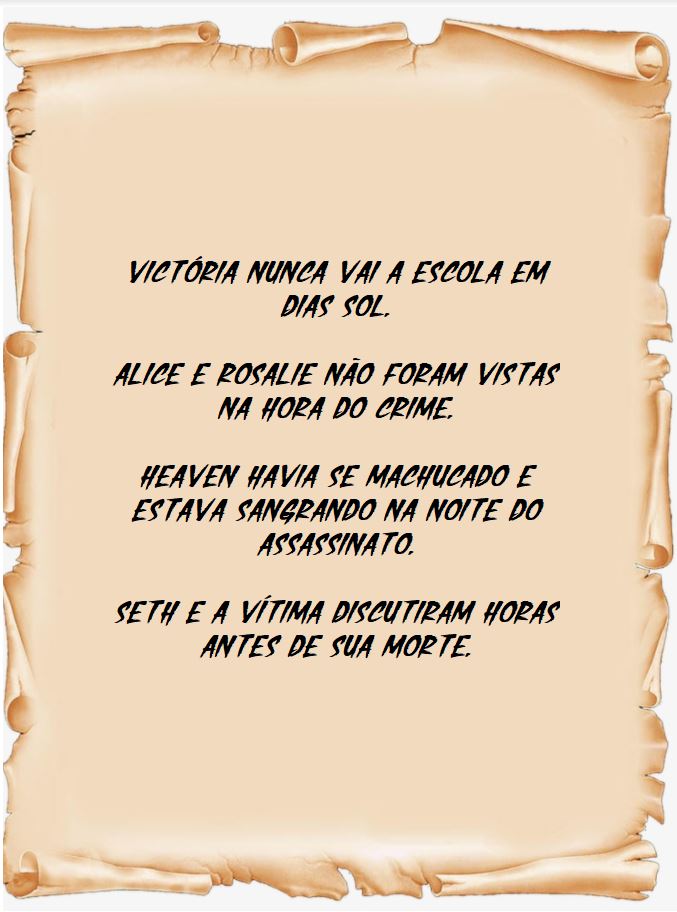 VICTÓRIA NUNCA VAI A ESCOLA EM
DIAS SOL.
ALICE E ROSALIE NÃO FORAM VISTAS
NA HORA DO CRIME.
HEAVEN HAVIA SE MACHUCADO E
ESTAVA SANGRANDO NA NOITE DO
ASSASSINATO.
SETH E A VÍTIMA DISCUTIRAM HORAS
ANTES DE SUA MORTE.